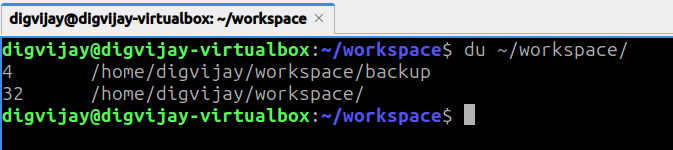 digvijay@digvijay-virtualbox: ~/workspace ×
digvijay@digvijay-virtualbox:~/workspace$ du ~/workspace/
4 /home/digvijay/workspace/backup
32 /home/digvijay/workspace/
digvijay@digvijay-virtualbox:~/workspace$